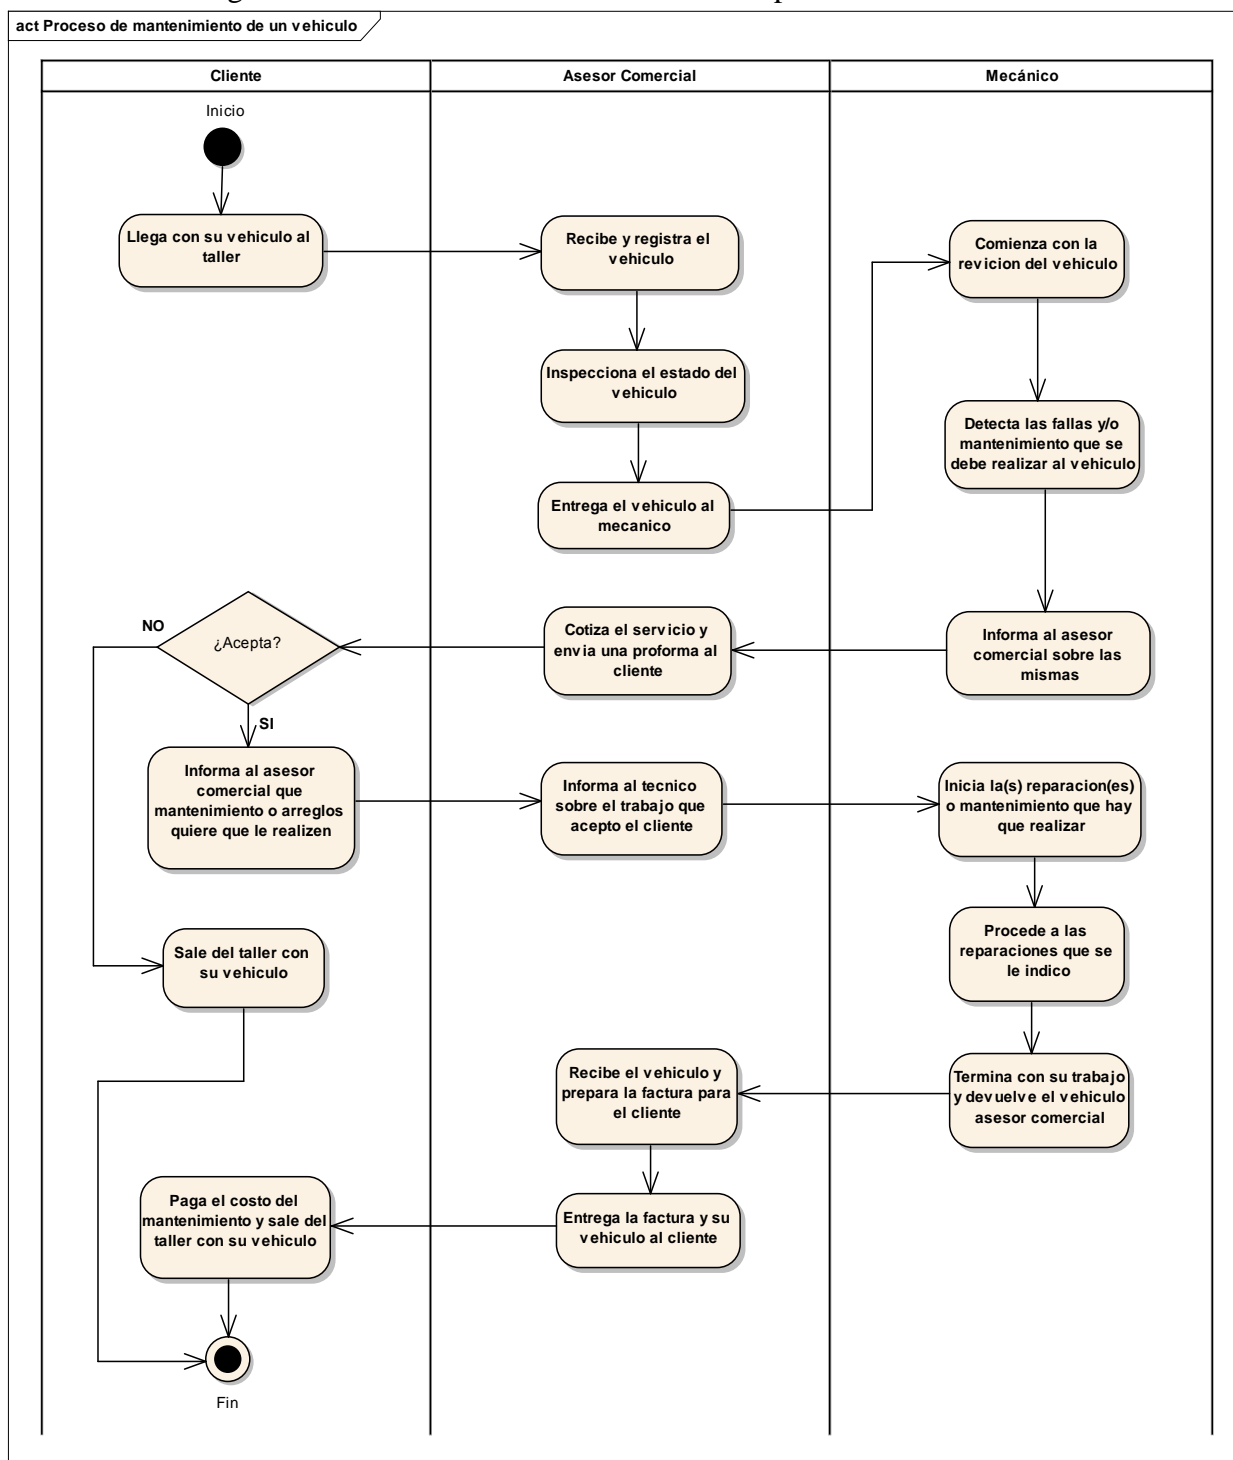 act Proceso de mantenimiento de un vehiculo
Cliente
Asesor Comercial
Mecánico
Inicio
Llega con su vehiculo al
taller
Recibe y registra el
vehiculo
Comienza con la
revicion del vehiculo
Inspecciona el estado del
vehiculo
Detecta las fallas y/o
mantenimiento que se
debe realizar al vehiculo
Entrega el vehiculo al
mecanico
NO
¿Acepta?
Cotiza el servicio y
envia una proforma al
cliente
Informa al asesor
comercial sobre las
mismas
SI
Informa al asesor
comercial que
mantenimiento o arreglos
quiere que le realizen
Informa al tecnico
sobre el trabajo que
acepto el cliente
Inicia la(s) reparacion(es)
o mantenimiento que hay
que realizar
Sale del taller con
su vehiculo
Procede a las
reparaciones que se
le indico
Recibe el vehiculo y
prepara la factura para
el cliente
Termina con su trabajo
y devuelve el vehiculo
asesor comercial
Paga el costo del
mantenimiento y sale del
taller con su vehiculo
Entrega la factura y su
vehiculo al cliente
Fin